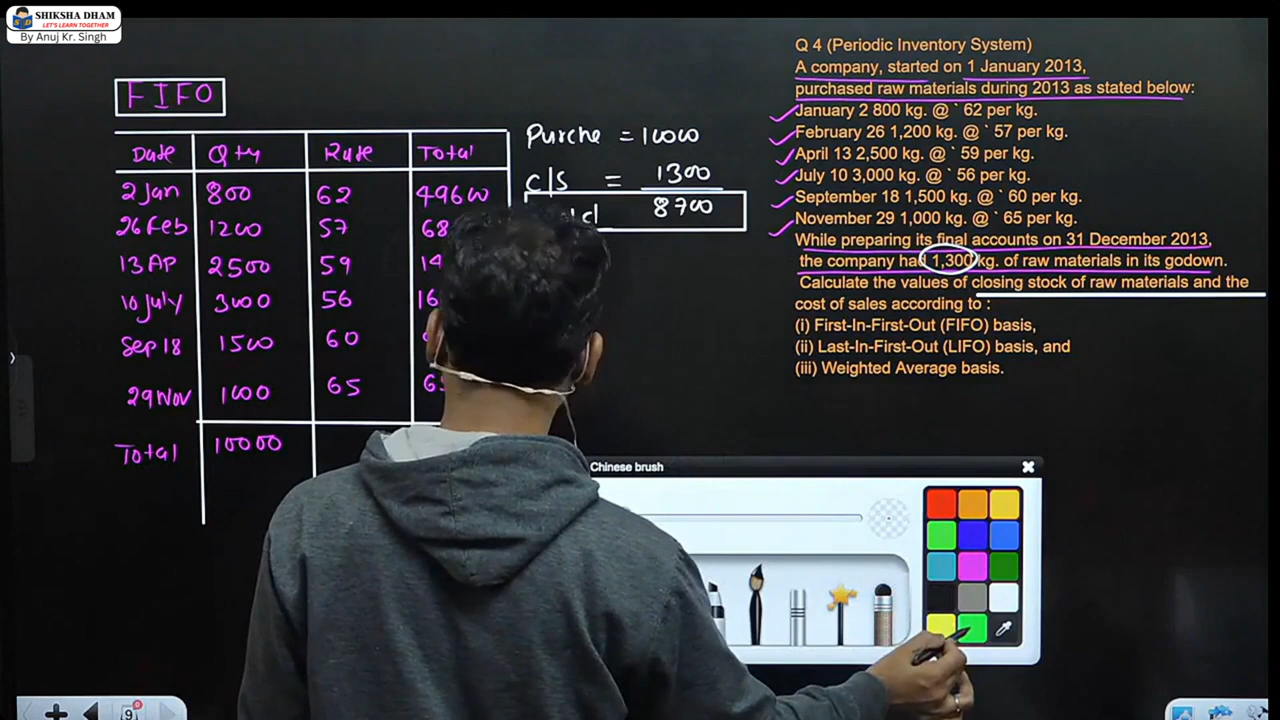 SHIKSHA DHAM
LET'S LEARN TOGETHER
By Anuj Kr. Singh
FIFO
Date Qty Rate Total
2 Jan 800 62 49600
26 Feb 1200 57 68
13 AP 2500 59 14
10 july 3000 56 16
Sep 18 1500 60
29 Nov 1000 65 65
Total 10000
Purche = 10000
C/S = 1300
8700
Q 4 (Periodic Inventory System)
A company, started on 1 January 2013,
purchased raw materials during 2013 as stated below:
January 2 800 kg. @ ` 62 per kg.
February 26 1,200 kg. @ ` 57 per kg.
April 13 2,500 kg. @ ` 59 per kg.
July 10 3,000 kg. @ ` 56 per kg.
September 18 1,500 kg. @ ` 60 per kg.
November 29 1,000 kg. @ ` 65 per kg.
While preparing its final accounts on 31 December 2013,
the company had 1,300 kg. of raw materials in its godown.
Calculate the values of closing stock of raw materials and the
cost of sales according to :
(i) First-In-First-Out (FIFO) basis,
(ii) Last-In-First-Out (LIFO) basis, and
(iii) Weighted Average basis.
Chinese brush
9